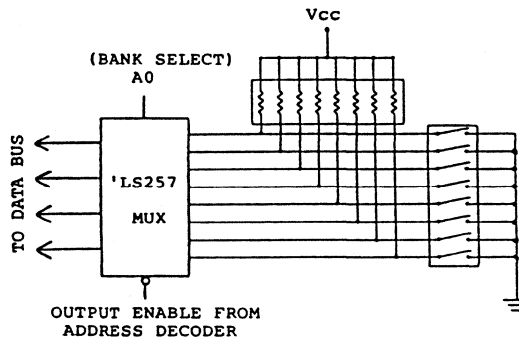 Vcc
(BANK SELECT)
A0
TO DATA BUS
'LS257
MUX
OUTPUT ENABLE FROM
ADDRESS DECODER